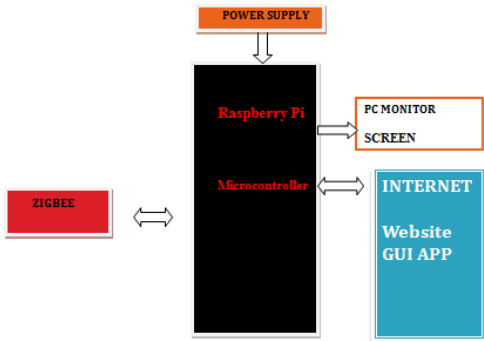 POWER SUPPLY
Raspberry Pi
Microcontroller
PC MONITOR
SCREEN
ZIGBEE
INTERNET
Website
GUI APP